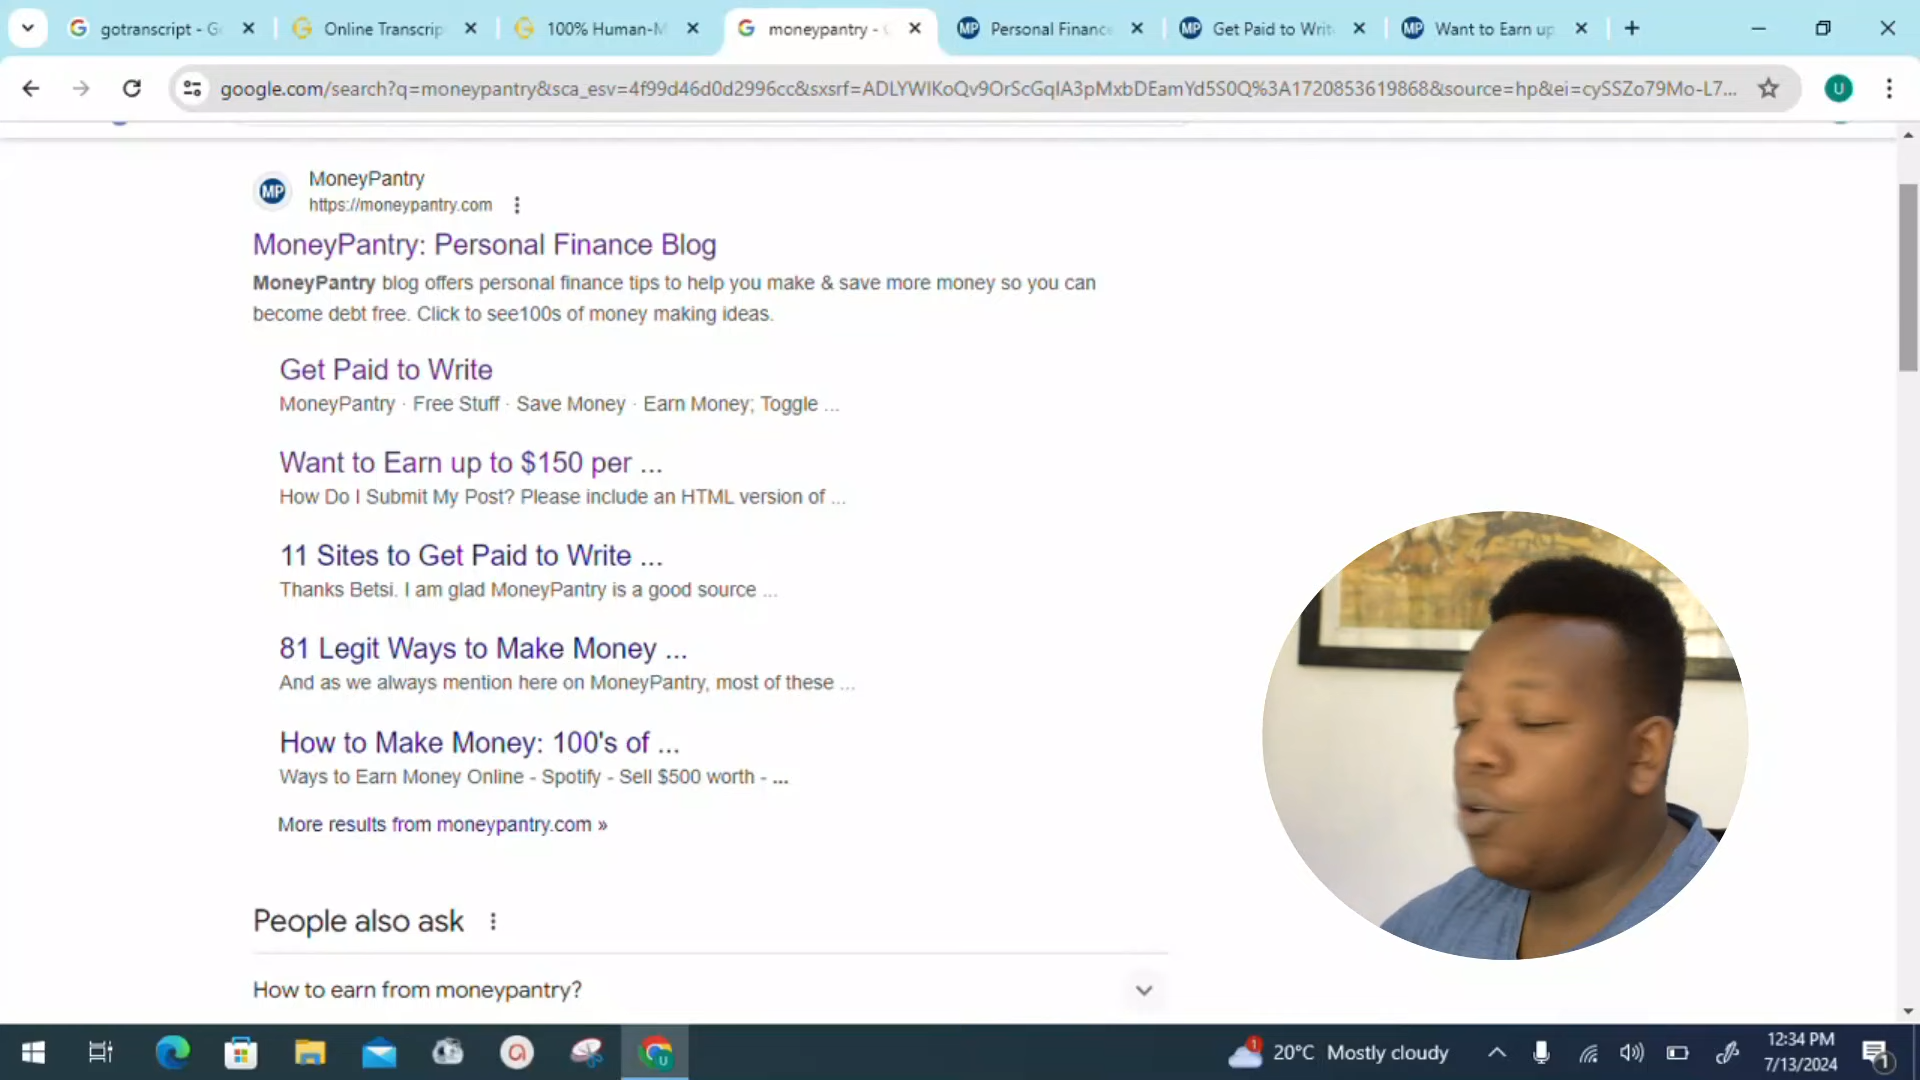 gotranscript - G
Online Transcrip
100% Human-M
moneypantry -
MP
Personal Finance
MP
Get Paid to Writ
MP
Want to Earn up
google.com/search?q=moneypantry&sca_esv=4f99d46d0d2996cc&sxsrf=ADLYWIKoQv9OrScGqIA3pMxbDEamYd5S0Q%3A1720853619868&source=hp&ei=cySSZo79Mo-L7...
U
MP
MoneyPantry
https://moneypantry.com
MoneyPantry: Personal Finance Blog
MoneyPantry blog offers personal finance tips to help you make & save more money so you can
become debt free. Click to see100s of money making ideas.
Get Paid to Write
MoneyPantry · Free Stuff · Save Money · Earn Money; Toggle ...
Want to Earn up to $150 per ...
How Do I Submit My Post? Please include an HTML version of ...
11 Sites to Get Paid to Write ...
Thanks Betsi. I am glad MoneyPantry is a good source ...
81 Legit Ways to Make Money ...
And as we always mention here on MoneyPantry, most of these ...
How to Make Money: 100's of ...
Ways to Earn Money Online - Spotify - Sell $500 worth - ...
More results from moneypantry.com »
People also ask
How to earn from moneypantry?
1
20°C Mostly cloudy
12:34 PM
7/13/2024
1